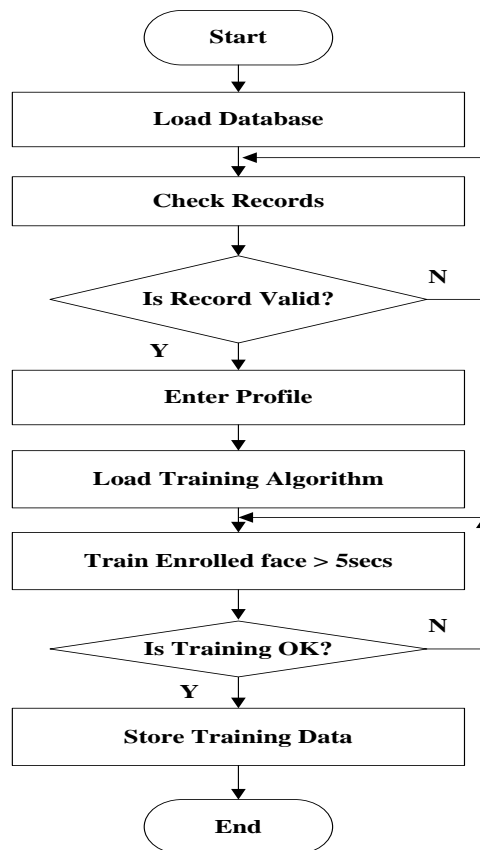 Start
Load Database
Check Records
Is Record Valid?
N
Y
Enter Profile
Load Training Algorithm
Train Enrolled face > 5secs
Is Training OK?
N
Y
Store Training Data
End